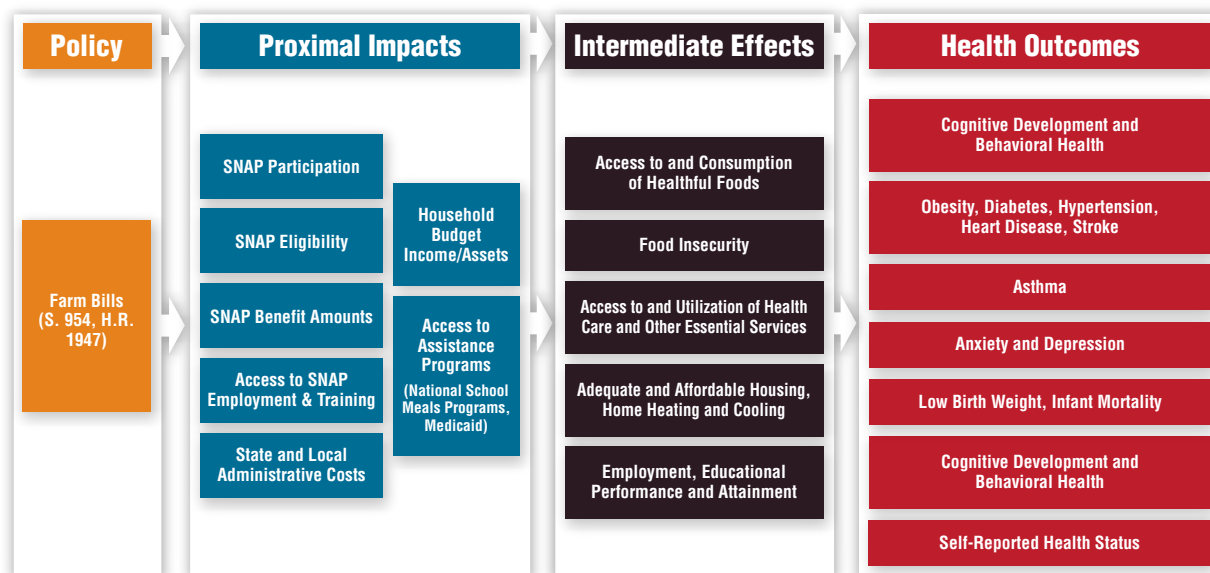 Policy
Farm Bills
(S. 954, H.R.
1947)
Proximal Impacts
SNAP Participation
SNAP Eligibility
SNAP Benefit Amounts
Access to SNAP
Employment & Training
State and Local
Administrative Costs
Household
Budget
Income/Assets
Access to
Assistance
Programs
(National School
Meals Programs,
Medicaid)
Intermediate Effects
Access to and Consumption
of Healthful Foods
Food Insecurity
Access to and Utilization of Health
Care and Other Essential Services
Adequate and Affordable Housing,
Home Heating and Cooling
Employment, Educational
Performance and Attainment
Health Outcomes
Cognitive Development and
Behavioral Health
Obesity, Diabetes, Hypertension,
Heart Disease, Stroke
Asthma
Anxiety and Depression
Low Birth Weight, Infant Mortality
Cognitive Development and
Behavioral Health
Self-Reported Health Status